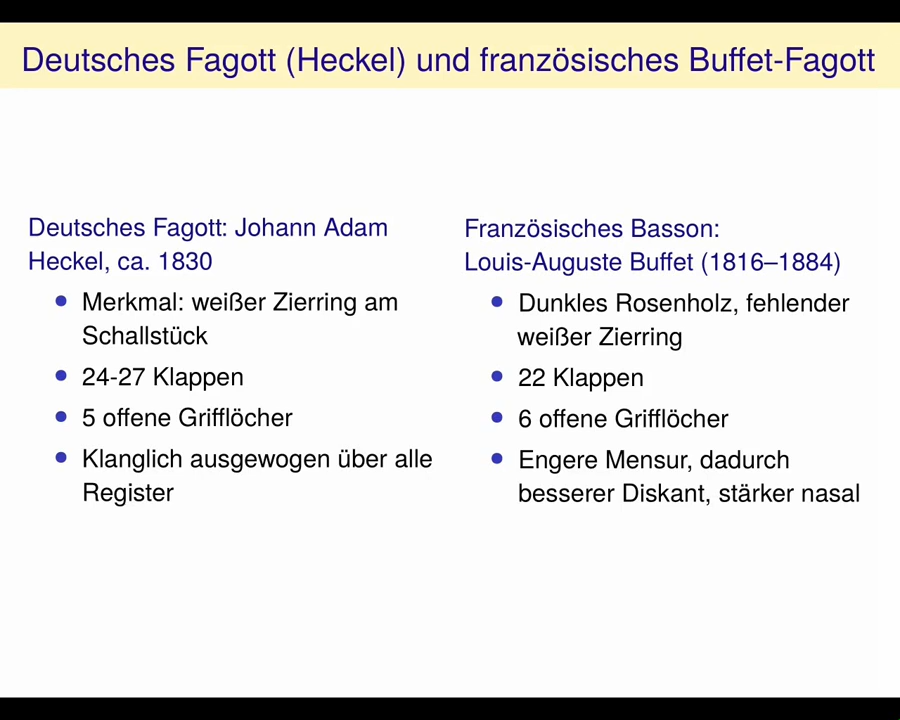 Deutsches Fagott (Heckel) und französisches Buffet-Fagott
Deutsches Fagott: Johann Adam
Heckel, ca. 1830
• Merkmal: weißer Zierring am
Schallstück
• 24-27 Klappen
• 5 offene Grifflöcher
• Klanglich ausgewogen über alle
Register
Französisches Basson:
Louis-Auguste Buffet (1816–1884)
• Dunkles Rosenholz, fehlender
weißer Zierring
• 22 Klappen
• 6 offene Grifflöcher
• Engere Mensur, dadurch
besserer Diskant, stärker nasal